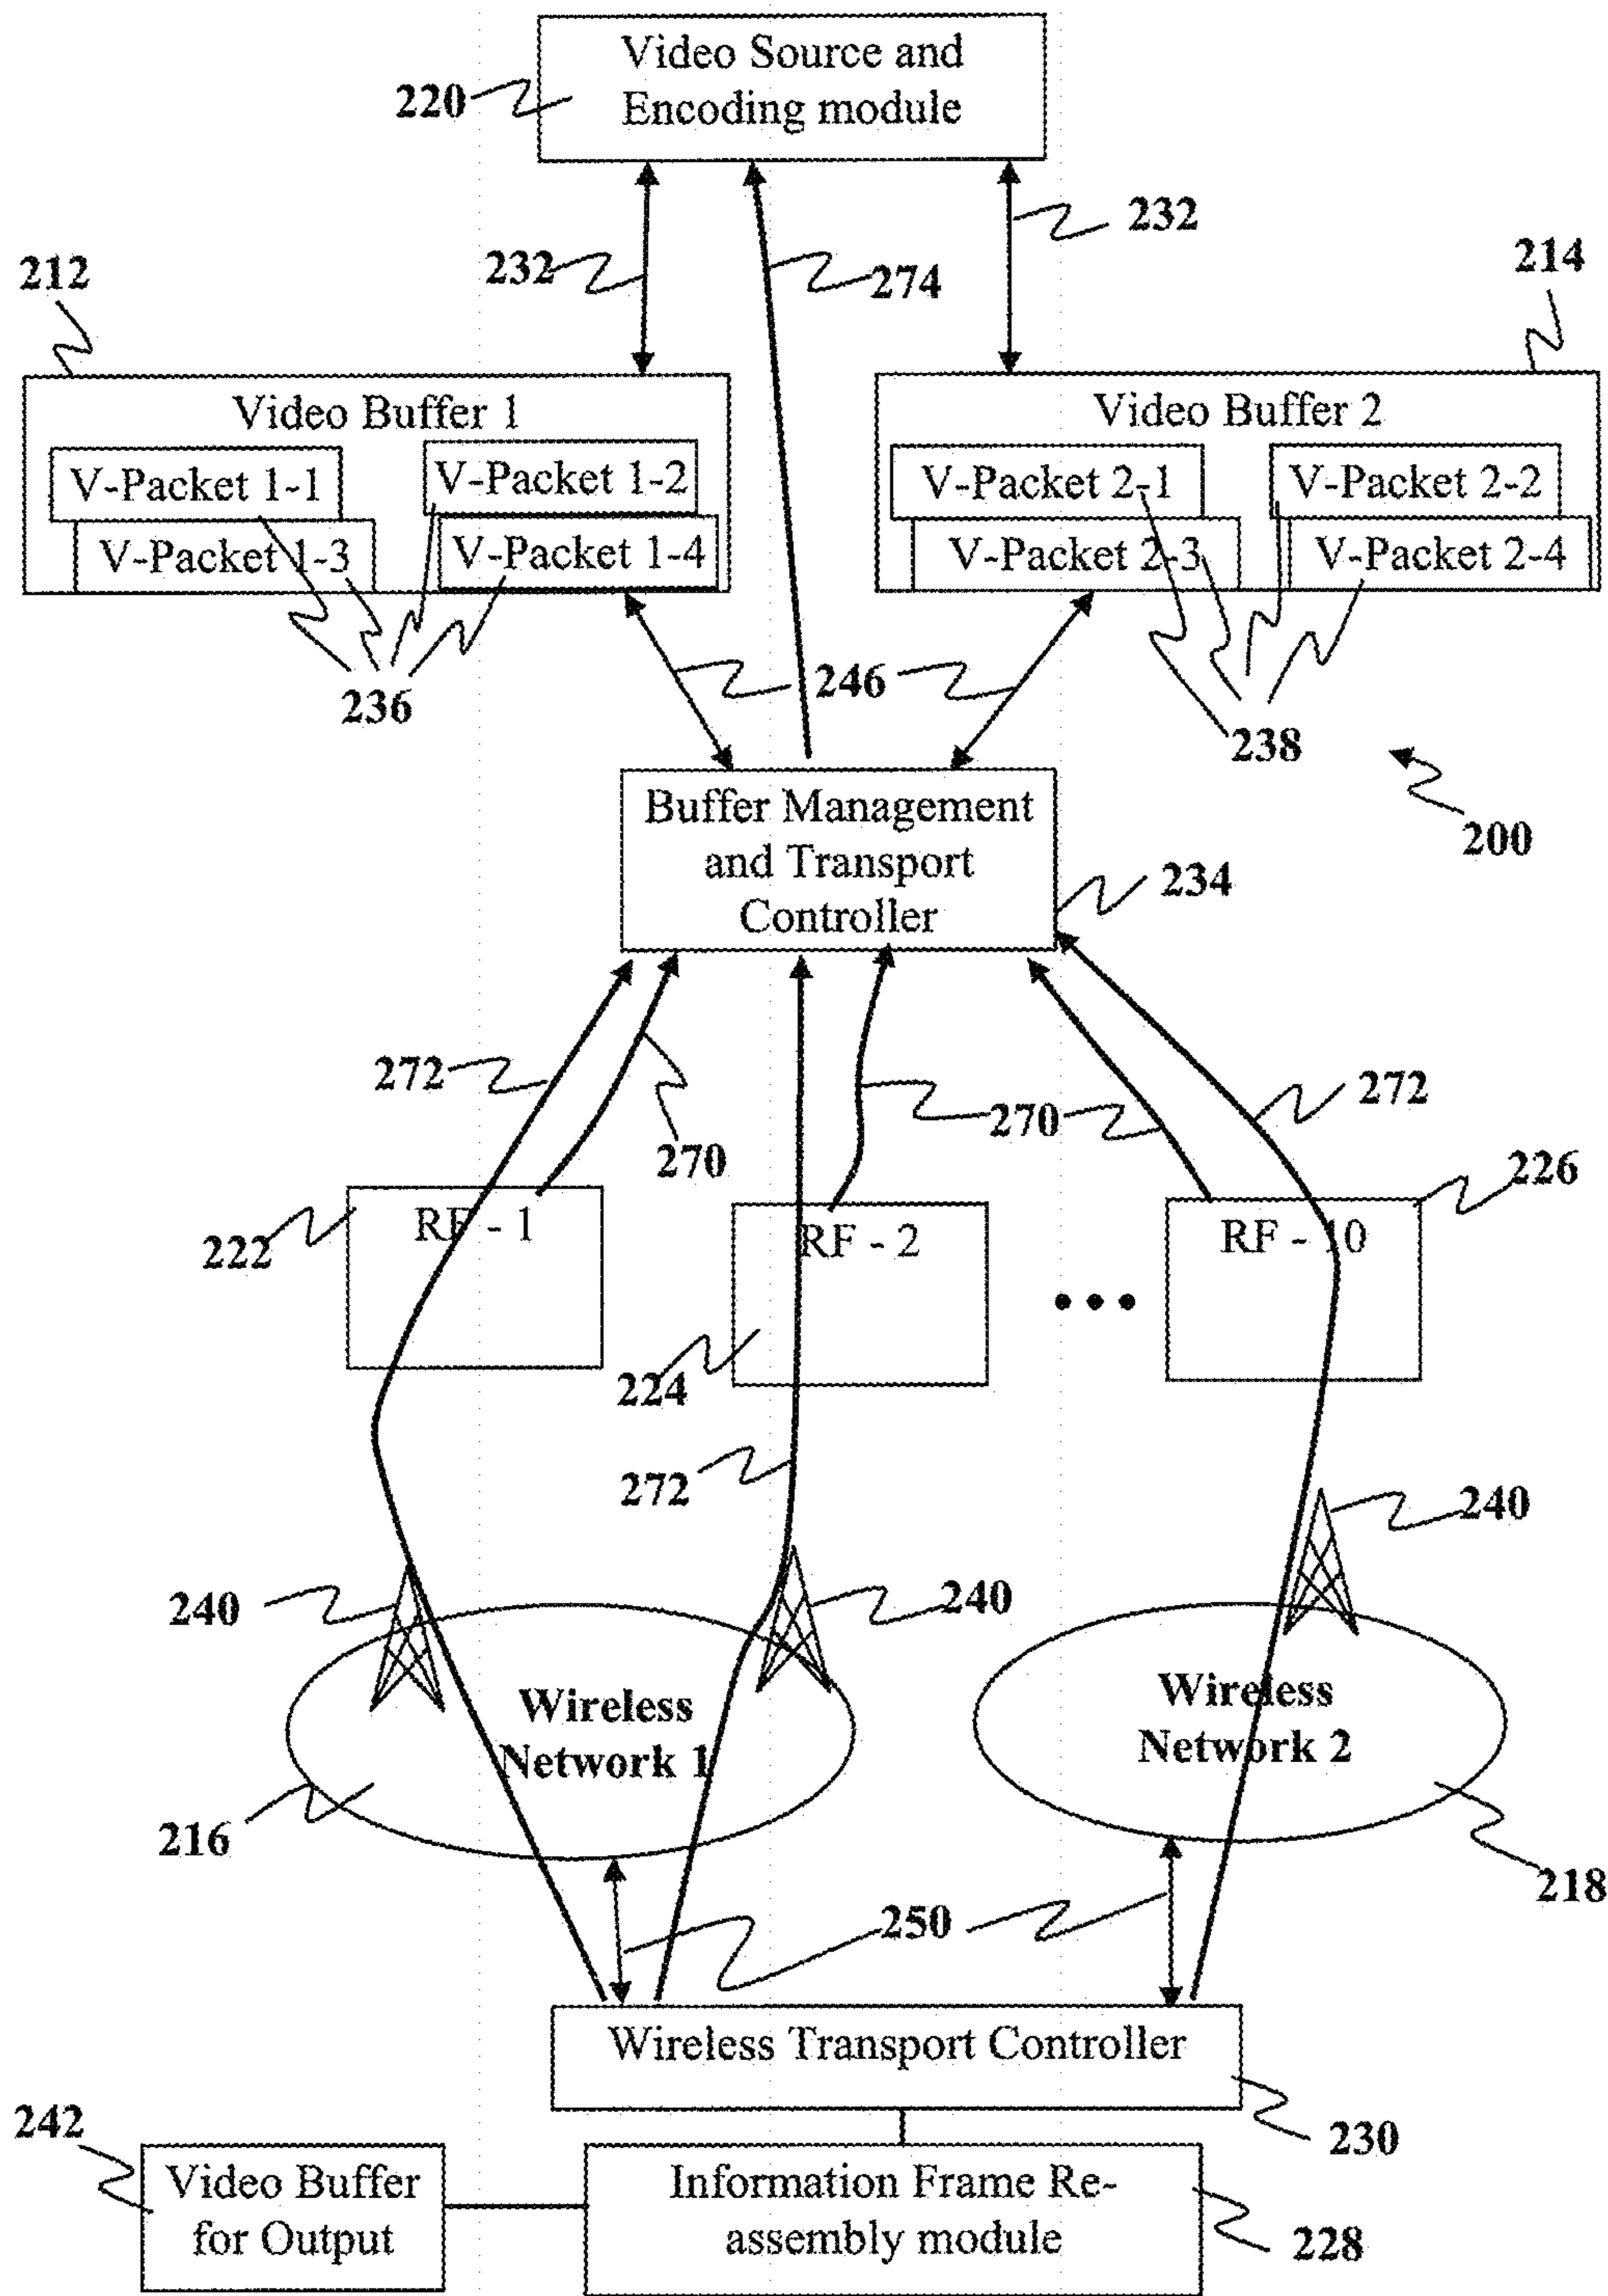 Video Source and
Encoding module
220
232
232
274
212
214
Video Buffer 1
Video Buffer 2
V-Packet 1-1
V-Packet 1-2
V-Packet 2-1
V-Packet 2-2
V-Packet 1-3
V-Packet 1-4
V-Packet 2-3
V-Packet 2-4
236
246
238
200
Buffer Management
and Transport
Controller
234
272
270
270
272
226
222
RF - 1
RF - 2
RF - 10
224
272
240
240
240
Wireless
Network 1
Wireless
Network 2
216
218
250
Wireless Transport Controller
230
242
Video Buffer
for Output
Information Frame Re-
assembly module
228